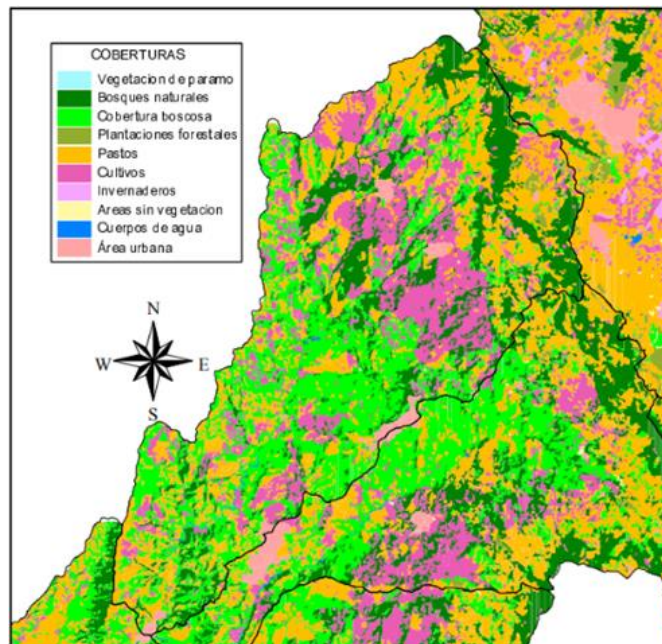 COBERTURAS
Vegetacion de paramo
Bosques naturales
Cobertura boscosa
Plantaciones forestales
Pastos
Cultivos
Invernaderos
Areas sin vegetacion
Cuerpos de agua
Área urbana
N
W E
S